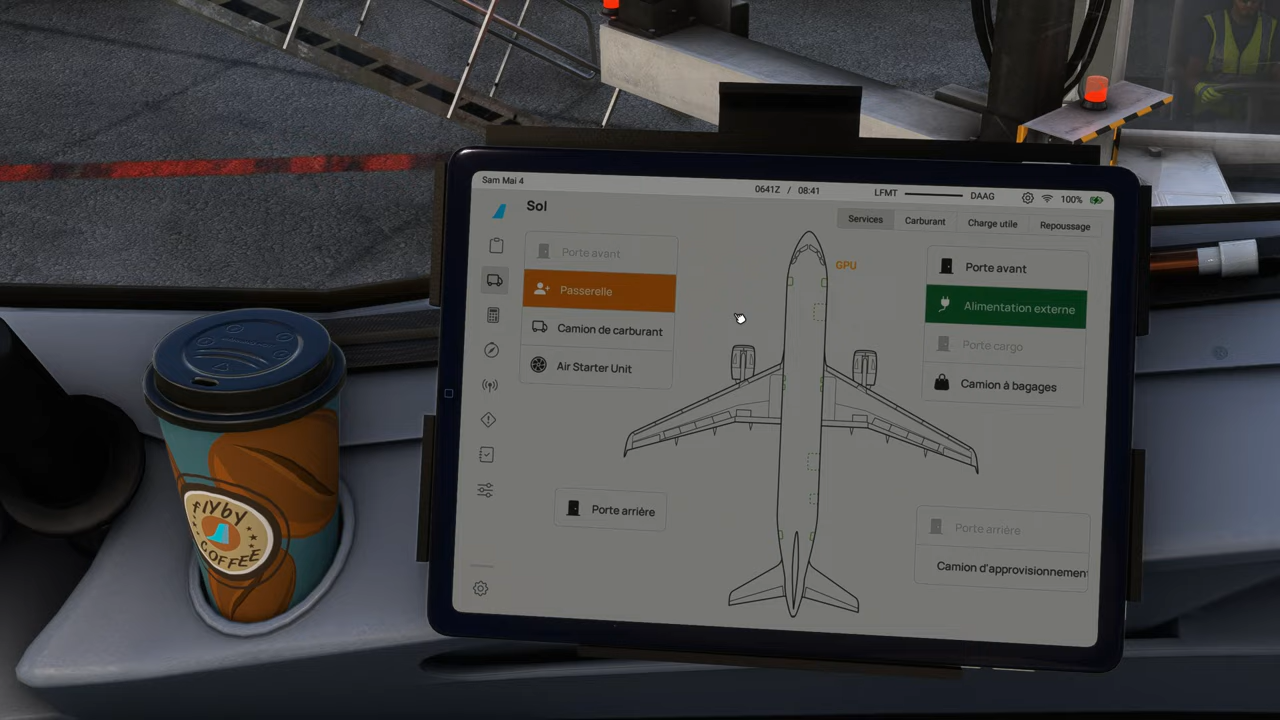 Sam Mai 4
0641Z / 08:41
LFMT
DAAG
100%
Sol
Services
Carburant
Charge utile
Repoussage
Porte avant
Passerelle
Camion de carburant
Air Starter Unit
GPU
Porte avant
Alimentation externe
Porte cargo
Camion à bagages
Porte arrière
Porte arrière
Camion d'approvisionnemen
flyby
COFFEE